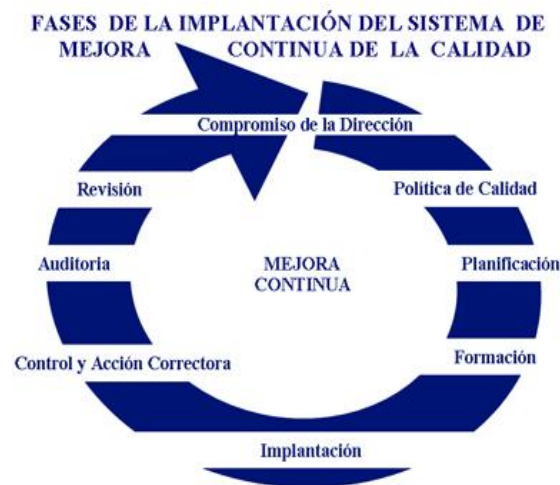 FASES DE LA IMPLANTACIÓN DEL SISTEMA DE
MEJORA CONTINUA DE LA CALIDAD
Compromiso de la Dirección
Revisión
Política de Calidad
Auditoria
MEJORA
CONTINUA
Planificación
Control y Acción Correctora
Formación
Implantación